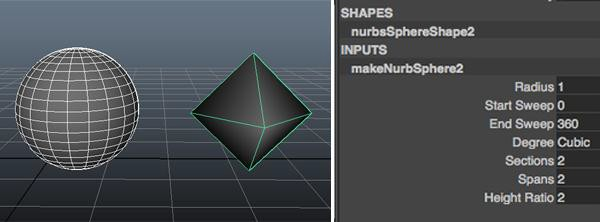 SHAPES
nurbsSphereShape2
INPUTS
makeNurbSphere2
Radius 1
Start Sweep 0
End Sweep 360
Degree Cubic
Sections 2
Spans 2
Height Ratio 2